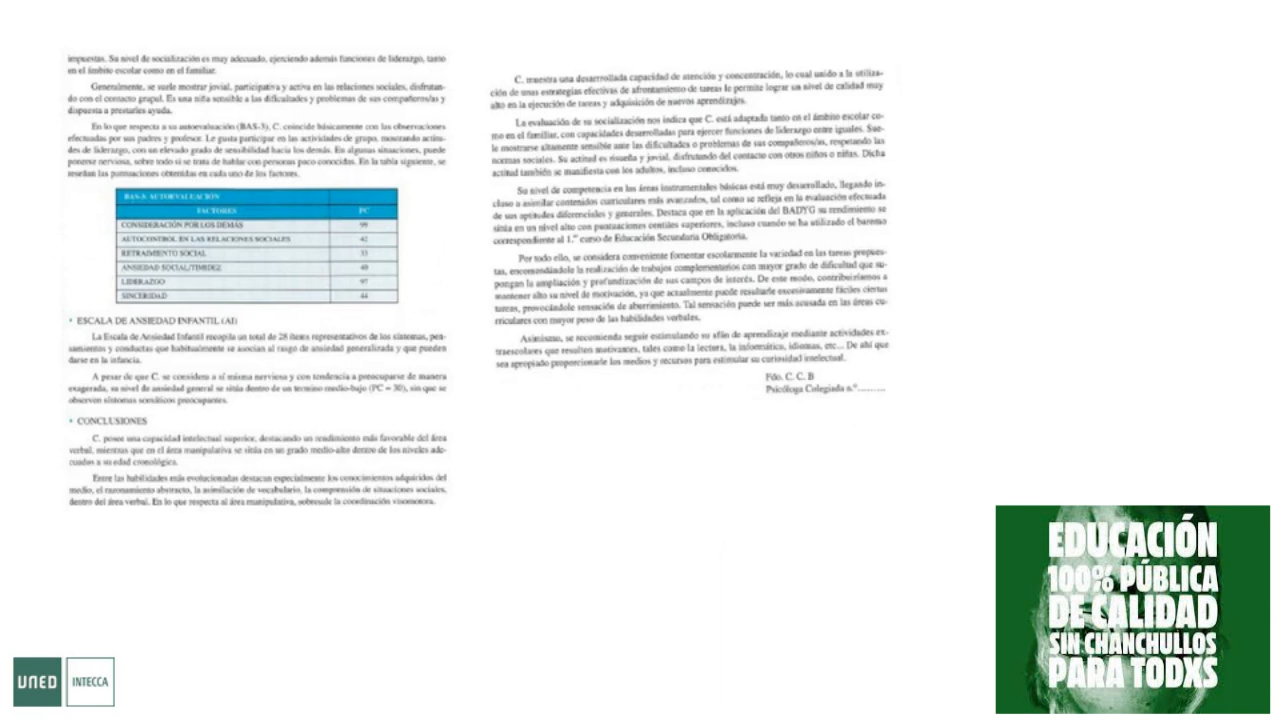 impuestas. Su nivel de socialización es muy adecuado, ejerciendo además funciones de liderazgo, tanto
en el ámbito escolar como en el familiar.
Generalmente, se suele mostrar jovial, participativa y activa en las relaciones sociales, disfrutan-
do con el contacto grupal. Es una niña sensible a las dificultades y problemas de sus compañeros/as y
dispuesta a prestarles ayuda.
En lo que respecta a su autoevaluación (BAS-3), C. coincide básicamente con las observaciones
efectuadas por sus padres y profesor. Le gusta participar en las actividades de grupo, mostrando actitu-
des de liderazgo, con un elevado grado de sensibilidad hacia los demás. En algunas situaciones, puede
ponerse nerviosa, sobre todo si se trata de hablar con personas poco conocidas. En la tabla siguiente, se
reseñan las puntuaciones obtenidas en cada uno de los factores.
BAS-3: AUTOEVALUACIÓN
FACTORES PC
CONSIDERACIÓN POR LOS DEMÁS 99
AUTOCONTROL EN LAS RELACIONES SOCIALES 42
RETRAIMIENTO SOCIAL 33
ANSIEDAD SOCIAL/TIMIDEZ 40
LIDERAZGO 97
SINCERIDAD 44
• ESCALA DE ANSIEDAD INFANTIL (AI)
La Escala de Ansiedad Infantil recopila un total de 28 ítems representativos de los síntomas, pen-
samientos y conductas que habitualmente se asocian al rasgo de ansiedad generalizada y que pueden
darse en la infancia.
A pesar de que C. se considera a sí misma nerviosa y con tendencia a preocuparse de manera
exagerada, su nivel de ansiedad general se sitúa dentro de un termino medio-bajo (PC = 30), sin que se
observen síntomas somáticos preocupantes.
• CONCLUSIONES
C. posee una capacidad intelectual superior, destacando un rendimiento más favorable del área
verbal, mientras que en el área manipulativa se sitúa en un grado medio-alto dentro de los niveles ade-
cuados a su edad cronológica.
Entre las habilidades más evolucionadas destacan especialmente los conocimientos adquiridos del
medio, el razonamiento abstracto, la asimilación de vocabulario, la comprensión de situaciones sociales,
dentro del área verbal. En lo que respecta al área manipulativa, sobresale la coordinación visomotora.
C. muestra una desarrollada capacidad de atención y concentración, lo cual unido a la utiliza-
ción de unas estrategias efectivas de afrontamiento de tareas le permite lograr un nivel de calidad muy
alto en la ejecución de tareas y adquisición de nuevos aprendizajes.
La evaluación de su socialización nos indica que C. está adaptada tanto en el ámbito escolar co-
mo en el familiar, con capacidades desarrolladas para ejercer funciones de liderazgo entre iguales. Sue-
le mostrarse altamente sensible ante las dificultades o problemas de sus compañeros/as, respetando las
normas sociales. Su actitud es risueña y jovial, disfrutando del contacto con otros niños o niñas. Dicha
actitud también se manifiesta con los adultos, incluso conocidos.
Su nivel de competencia en las áreas instrumentales básicas está muy desarrollado, llegando in-
cluso a asimilar contenidos curriculares más avanzados, tal como se refleja en la evaluación efectuada
de sus aptitudes diferenciales y generales. Destaca que en la aplicación del BADYG su rendimiento se
sitúa en un nivel alto con puntuaciones centiles superiores, incluso cuando se ha utilizado el baremo
correspondiente al 1.er curso de Educación Secundaria Obligatoria.
Por todo ello, se considera conveniente fomentar escolarmente la variedad en las tareas propues-
tas, encomendándole la realización de trabajos complementarios con mayor grado de dificultad que su-
pongan la ampliación y profundización de sus campos de interés. De este modo, contribuiríamos a
mantener alto su nivel de motivación, ya que actualmente puede resultarle excesivamente fáciles ciertas
tareas, provocándole sensación de aburrimiento. Tal sensación puede ser más acusada en las áreas cu-
rriculares con mayor peso de las habilidades verbales.
Asimismo, se recomienda seguir estimulando su afán de aprendizaje mediante actividades ex-
traescolares que resulten motivantes, tales como la lectura, la informática, idiomas, etc... De ahí que
sea apropiado proporcionarle los medios y recursos para estimular su curiosidad intelectual.
Fdo. C. C. B
Psicóloga Colegiada n.º..........
EDUCACIÓN
100% PÚBLICA
DE CALIDAD
SIN CHANCHULLOS
PARA TODXS
UNED INTECCA